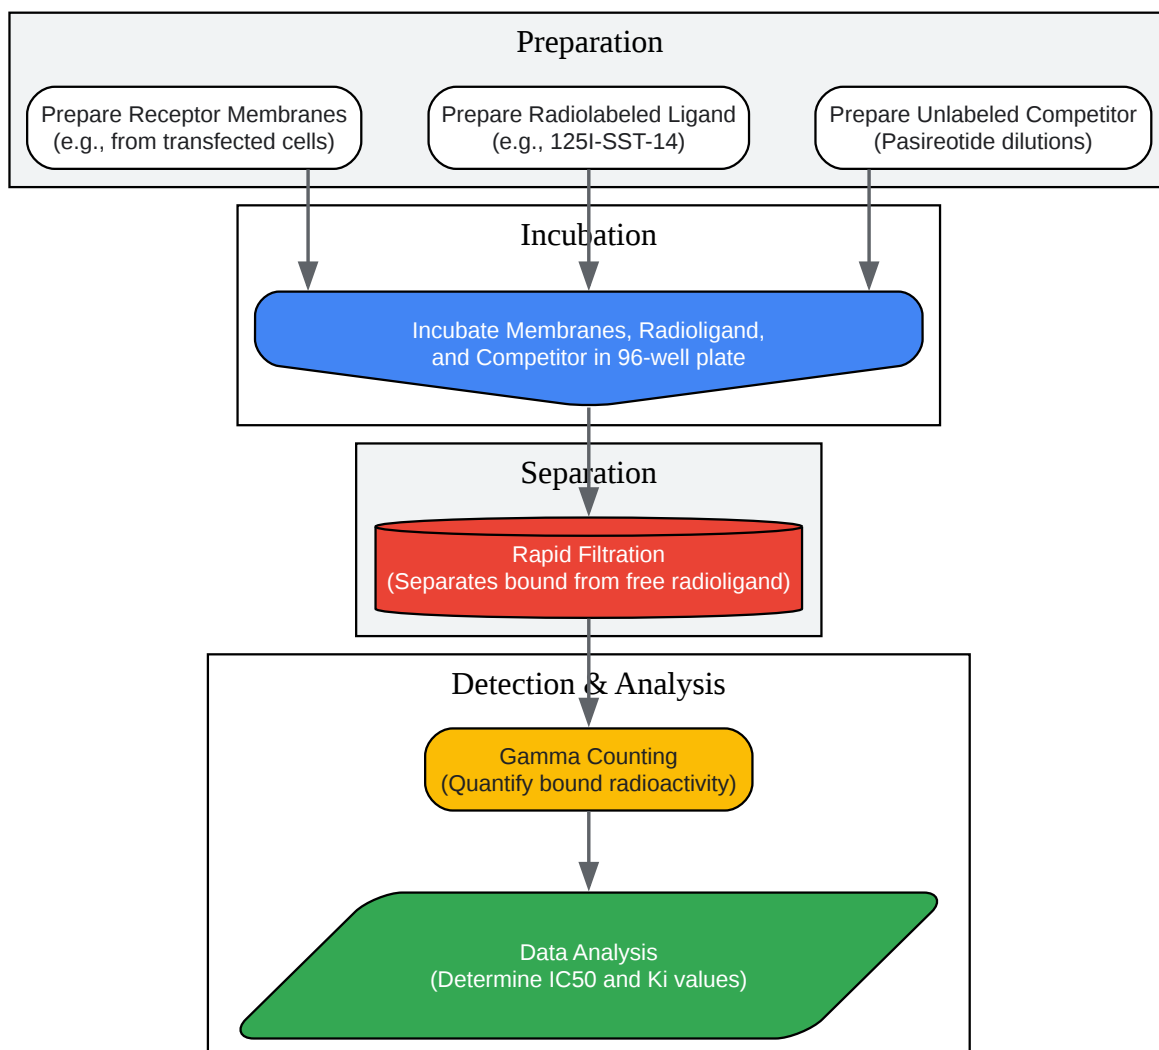 Preparation
Prepare Receptor Membranes
(e.g., from transfected cells)
Prepare Radiolabeled Ligand
(e.g., 125I-SST-14)
Prepare Unlabeled Competitor
(Pasireotide dilutions)
Incubation
Incubate Membranes, Radioligand,
and Competitor in 96-well plate
Separation
Rapid Filtration
(Separates bound from free radioligand)
Detection & Analysis
Gamma Counting
(Quantify bound radioactivity)
Data Analysis
(Determine IC50 and Ki values)